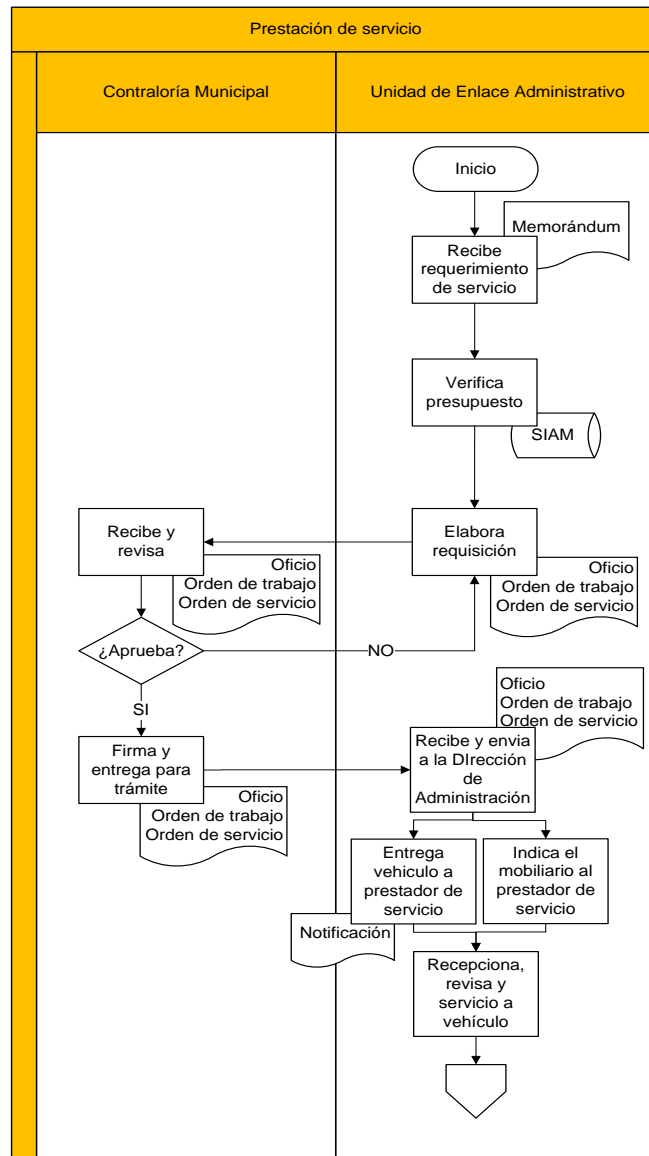 Prestación de servicio
Contraloría Municipal
Unidad de Enlace Administrativo
Inicio
Memorándum
Recibe
requerimiento
de servicio
Verifica
presupuesto
SIAM
Elabora
requisición
Oficio
Orden de trabajo
Orden de servicio
Recibe y
revisa
Oficio
Orden de trabajo
Orden de servicio
¿Aprueba?
NO
SI
Firma y
entrega para
trámite
Oficio
Orden de trabajo
Orden de servicio
Oficio
Orden de trabajo
Orden de servicio
Recibe y envia
a la DIrección
de
Administración
Entrega
vehiculo a
prestador de
servicio
Notificación
Indica el
mobiliario al
prestador de
servicio
Recepciona,
revisa y
servicio a
vehículo